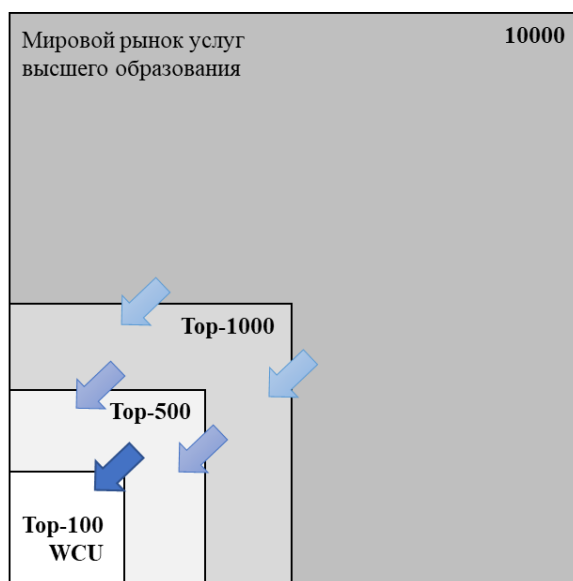 Мировой рынок услуг
высшего образования
10000
Top-1000
Top-500
Top-100
WCU